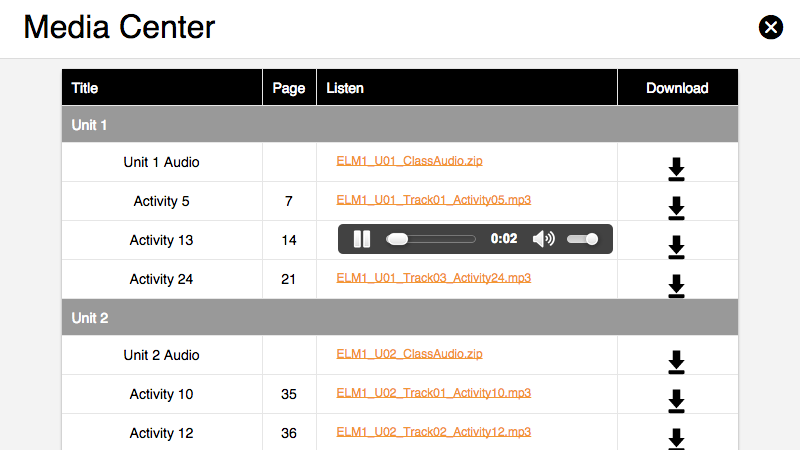 Media Center
Title Page Listen Download
Unit 1
Unit 1 Audio ELM1_U01_ClassAudio.zip
Activity 5 7 ELM1_U01_Track01_Activity05.mp3
Activity 13 14 0:02
Activity 24 21 ELM1_U01_Track03_Activity24.mp3
Unit 2
Unit 2 Audio ELM1_U02_ClassAudio.zip
Activity 10 35 ELM1_U02_Track01_Activity10.mp3
Activity 12 36 ELM1_U02_Track02_Activity12.mp3